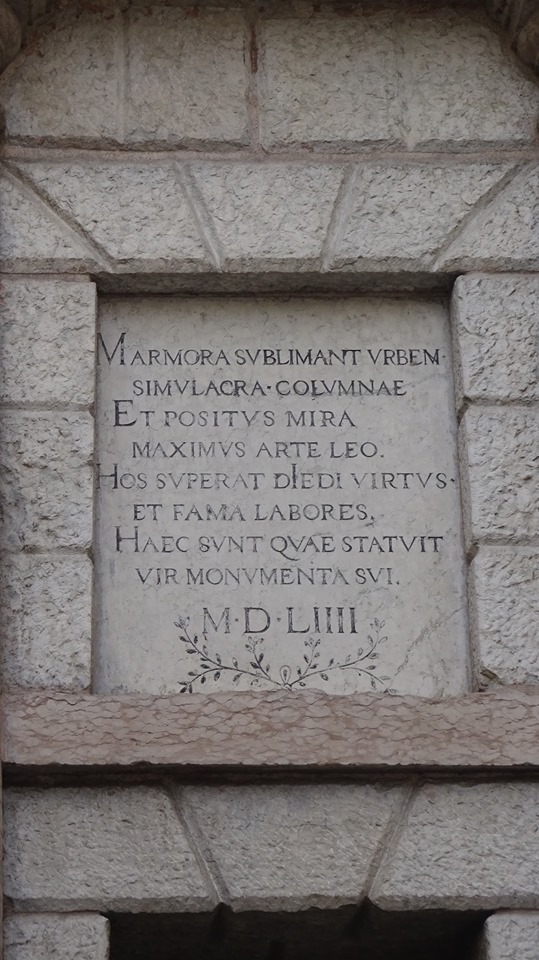 MARMORA SVBLIMANT VRBEM·
SIMVLACRA·COLVMNAE
ET POSITVS MIRA
MAXIMVS ARTE LEO.
HOS SVPERAT DIEDI VIRTVS·
ET FAMA LABORES.
HAEC SVNT QVAE STATVIT
VIR MONVMENTA SVI.
M·D·LIIII